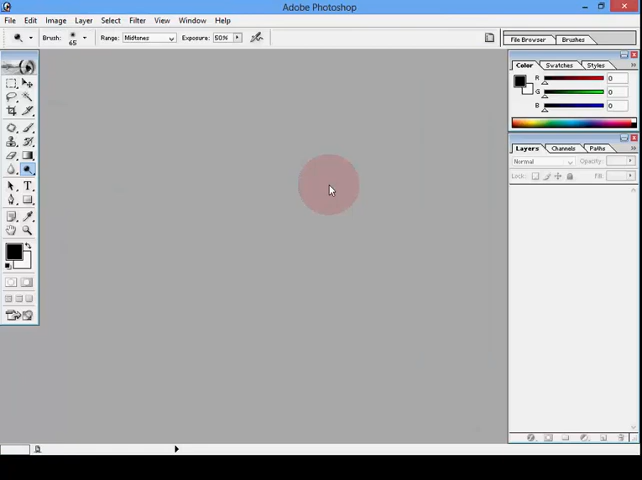 Adobe Photoshop
File Edit Image Layer Select Filter View Window Help
Brush: 65 Range: Midtones Exposure: 50% File Browser Brushes
Color Swatches Styles
R 0
G 0
B 0
Layers Channels Paths
Normal Opacity:
Lock: Fill:
T